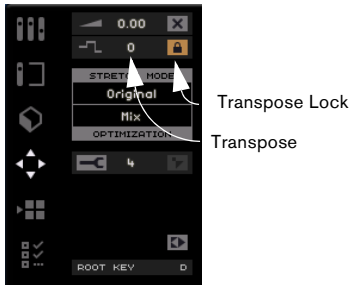 0.00
0
STRETCH MODE
Original
Mix
OPTIMIZATION
4
ROOT KEY D
Transpose Lock
Transpose